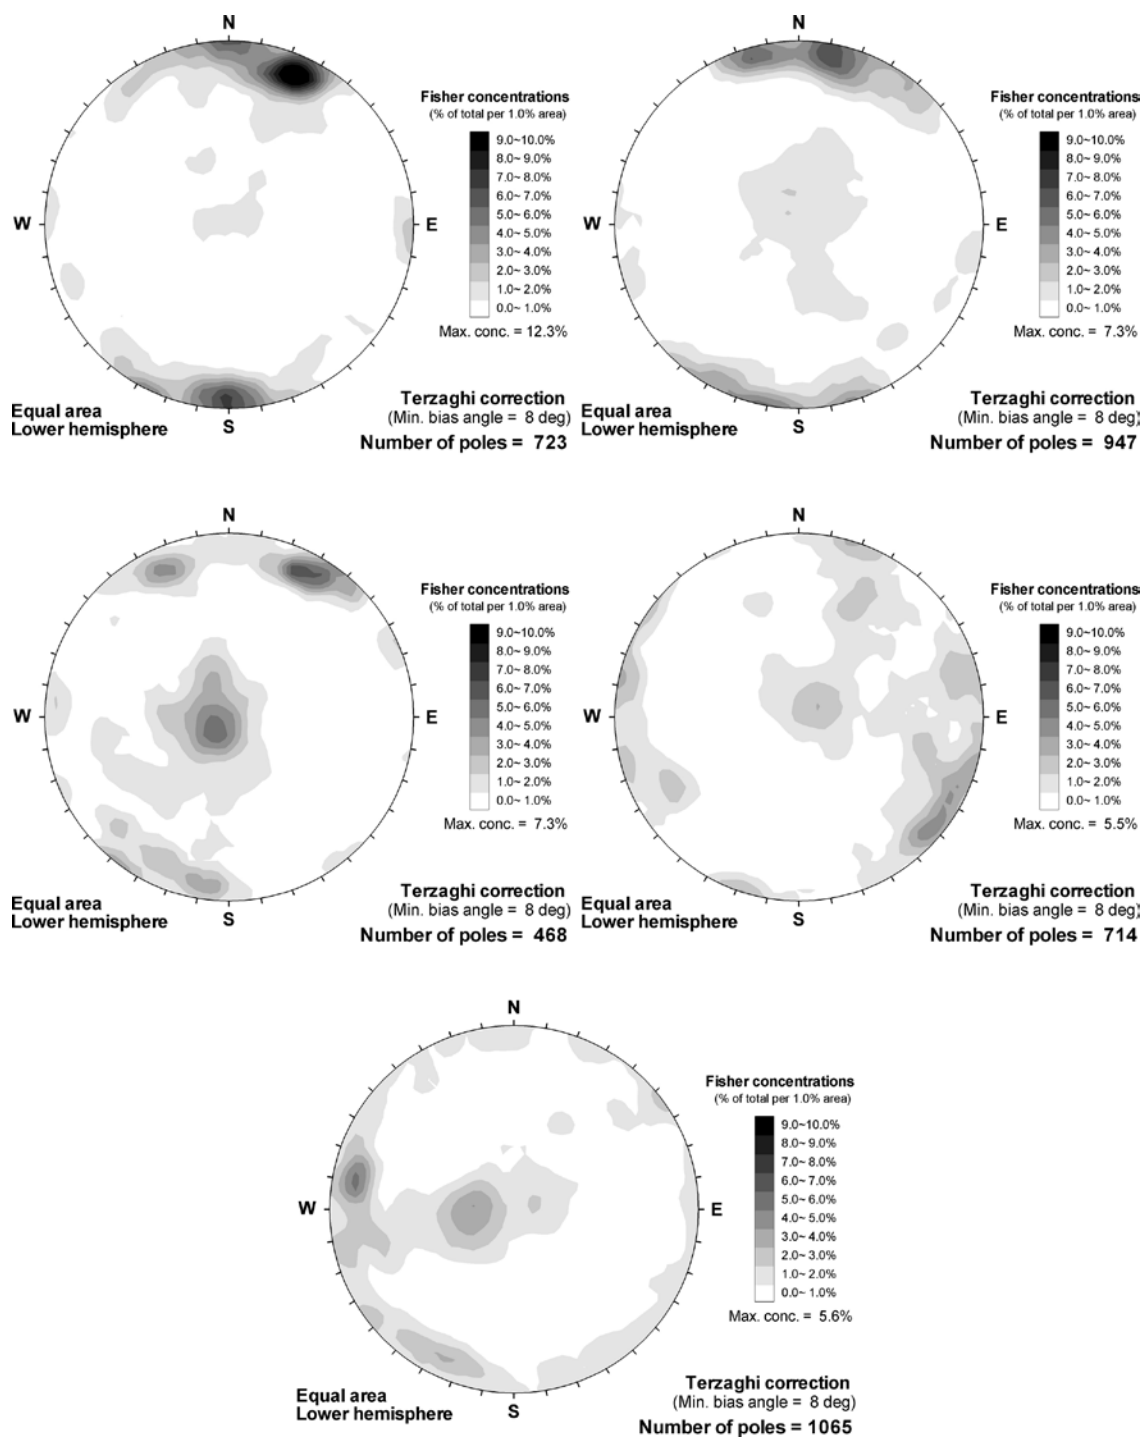 N
W
E
S
Fisher concentrations
(% of total per 1.0% area)
9.0~10.0%
8.0~ 9.0%
7.0~ 8.0%
6.0~ 7.0%
5.0~ 6.0%
4.0~ 5.0%
3.0~ 4.0%
2.0~ 3.0%
1.0~ 2.0%
0.0~ 1.0%
Max. conc. = 12.3%
Equal area
Lower hemisphere
Terzaghi correction
(Min. bias angle = 8 deg)
Number of poles = 723
N
W
E
S
Fisher concentrations
(% of total per 1.0% area)
9.0~10.0%
8.0~ 9.0%
7.0~ 8.0%
6.0~ 7.0%
5.0~ 6.0%
4.0~ 5.0%
3.0~ 4.0%
2.0~ 3.0%
1.0~ 2.0%
0.0~ 1.0%
Max. conc. = 7.3%
Equal area
Lower hemisphere
Terzaghi correction
(Min. bias angle = 8 deg)
Number of poles = 947
N
W
E
S
Fisher concentrations
(% of total per 1.0% area)
9.0~10.0%
8.0~ 9.0%
7.0~ 8.0%
6.0~ 7.0%
5.0~ 6.0%
4.0~ 5.0%
3.0~ 4.0%
2.0~ 3.0%
1.0~ 2.0%
0.0~ 1.0%
Max. conc. = 7.3%
Equal area
Lower hemisphere
Terzaghi correction
(Min. bias angle = 8 deg)
Number of poles = 468
N
W
E
S
Fisher concentrations
(% of total per 1.0% area)
9.0~10.0%
8.0~ 9.0%
7.0~ 8.0%
6.0~ 7.0%
5.0~ 6.0%
4.0~ 5.0%
3.0~ 4.0%
2.0~ 3.0%
1.0~ 2.0%
0.0~ 1.0%
Max. conc. = 5.5%
Equal area
Lower hemisphere
Terzaghi correction
(Min. bias angle = 8 deg)
Number of poles = 714
N
W
E
S
Fisher concentrations
(% of total per 1.0% area)
9.0~10.0%
8.0~ 9.0%
7.0~ 8.0%
6.0~ 7.0%
5.0~ 6.0%
4.0~ 5.0%
3.0~ 4.0%
2.0~ 3.0%
1.0~ 2.0%
0.0~ 1.0%
Max. conc. = 5.6%
Equal area
Lower hemisphere
Terzaghi correction
(Min. bias angle = 8 deg)
Number of poles = 1065